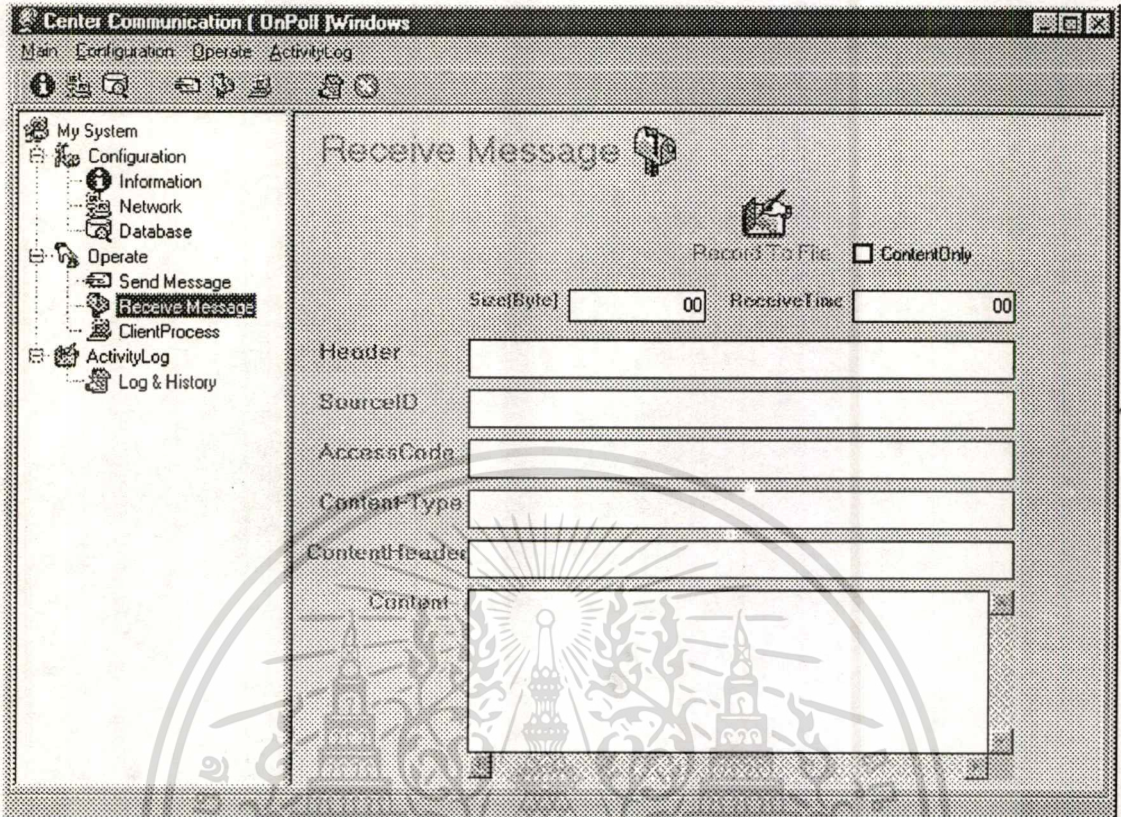 Center Communication [ OnPoll ]Windows
Main Configuration Operate ActivityLog
My System
Configuration
Information
Network
Database
Operate
Send Message
Receive Message
ClientProcess
ActivityLog
Log & History
Receive Message
Record To File ContentOnly
Size[Byte] 00 ReceiveTime 00
Header
SourceID
AccessCode
Content-Type
ContentHeader
Content